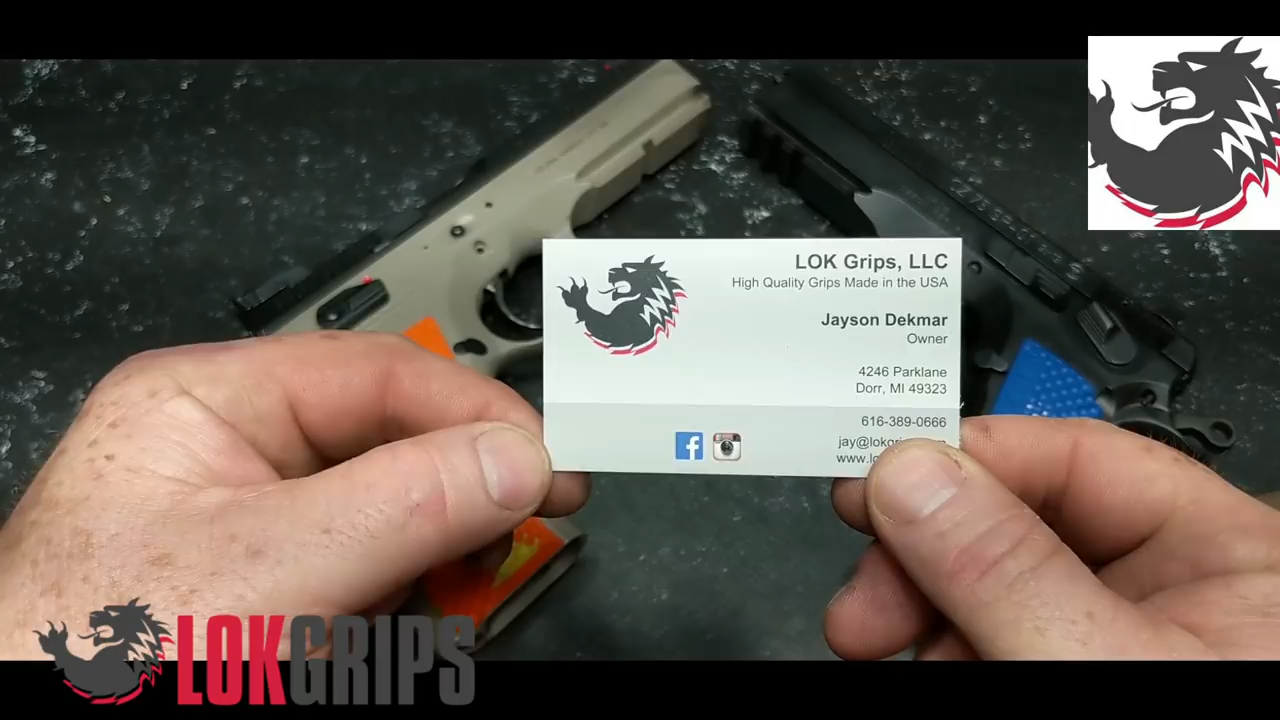 LOK Grips, LLC
High Quality Grips Made in the USA
Jayson Dekmar
Owner
4246 Parklane
Dorr, MI 49323
616-389-0666
LOKGRIPS